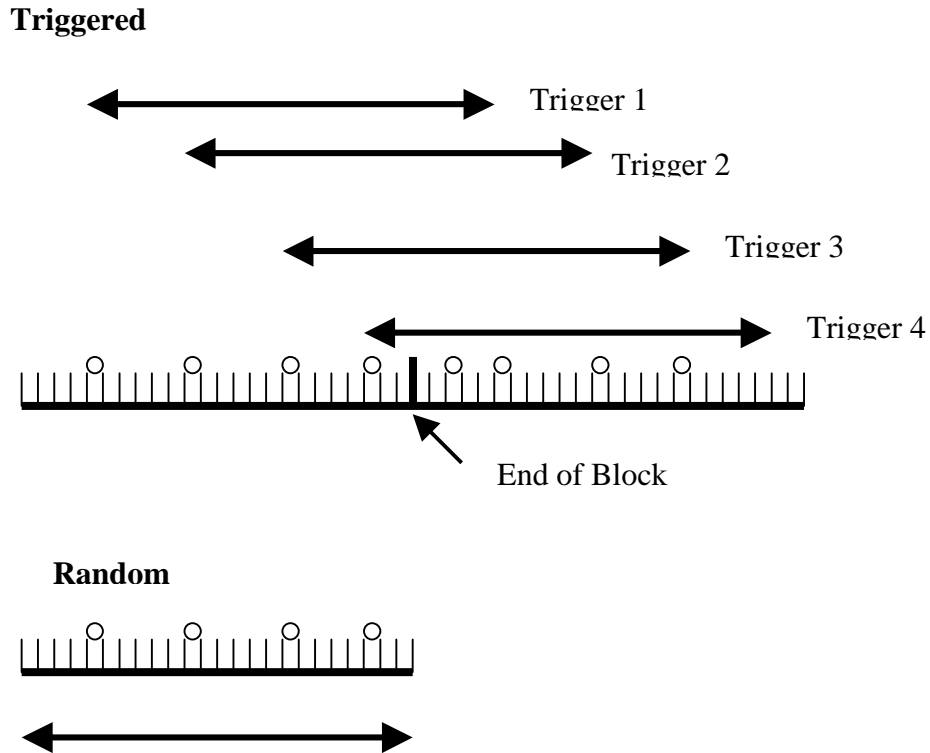 Triggered
Trigger 1
Trigger 2
Trigger 3
Trigger 4
End of Block
Random